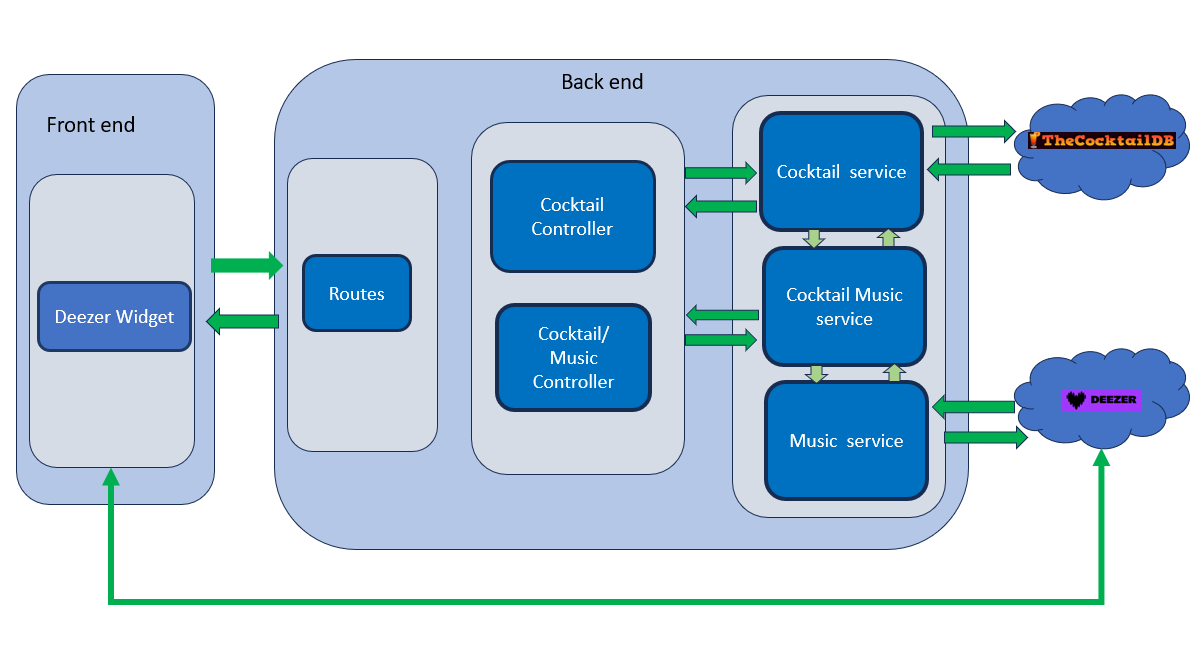 Back end
Front end
Deezer Widget
Routes
Cocktail
Controller
Cocktail/
Music
Controller
Cocktail  service
Cocktail Music
service
Music  service
TheCocktailDB
DEEZER